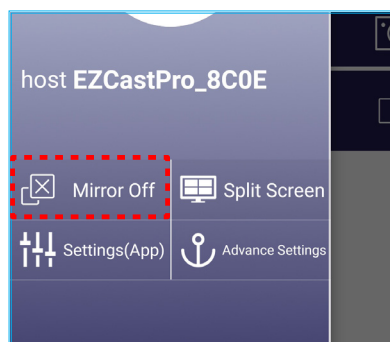 host EZCastPro_8C0E
Mirror Off
Split Screen
Settings(App)
Advance Settings